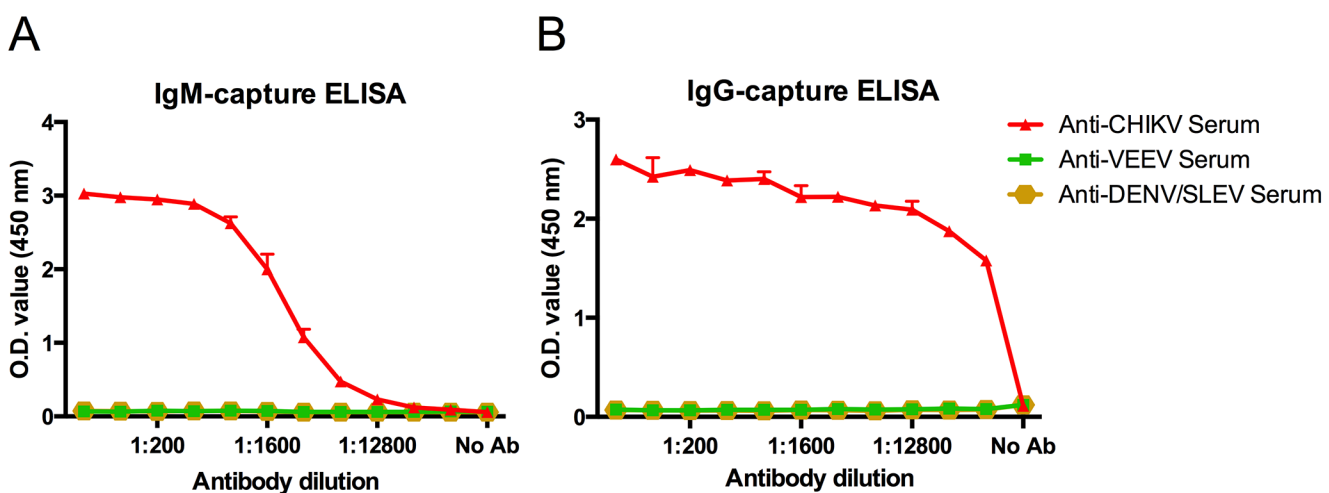 A
IgM-capture ELISA
O.D. value (450 nm)
4
3
2
1
0
1:200 1:1600 1:12800 No Ab
Antibody dilution
B
IgG-capture ELISA
O.D. value (450 nm)
3
2
1
0
1:200 1:1600 1:12800 No Ab
Antibody dilution
Anti-CHIKV Serum
Anti-VEEV Serum
Anti-DENV/SLEV Serum